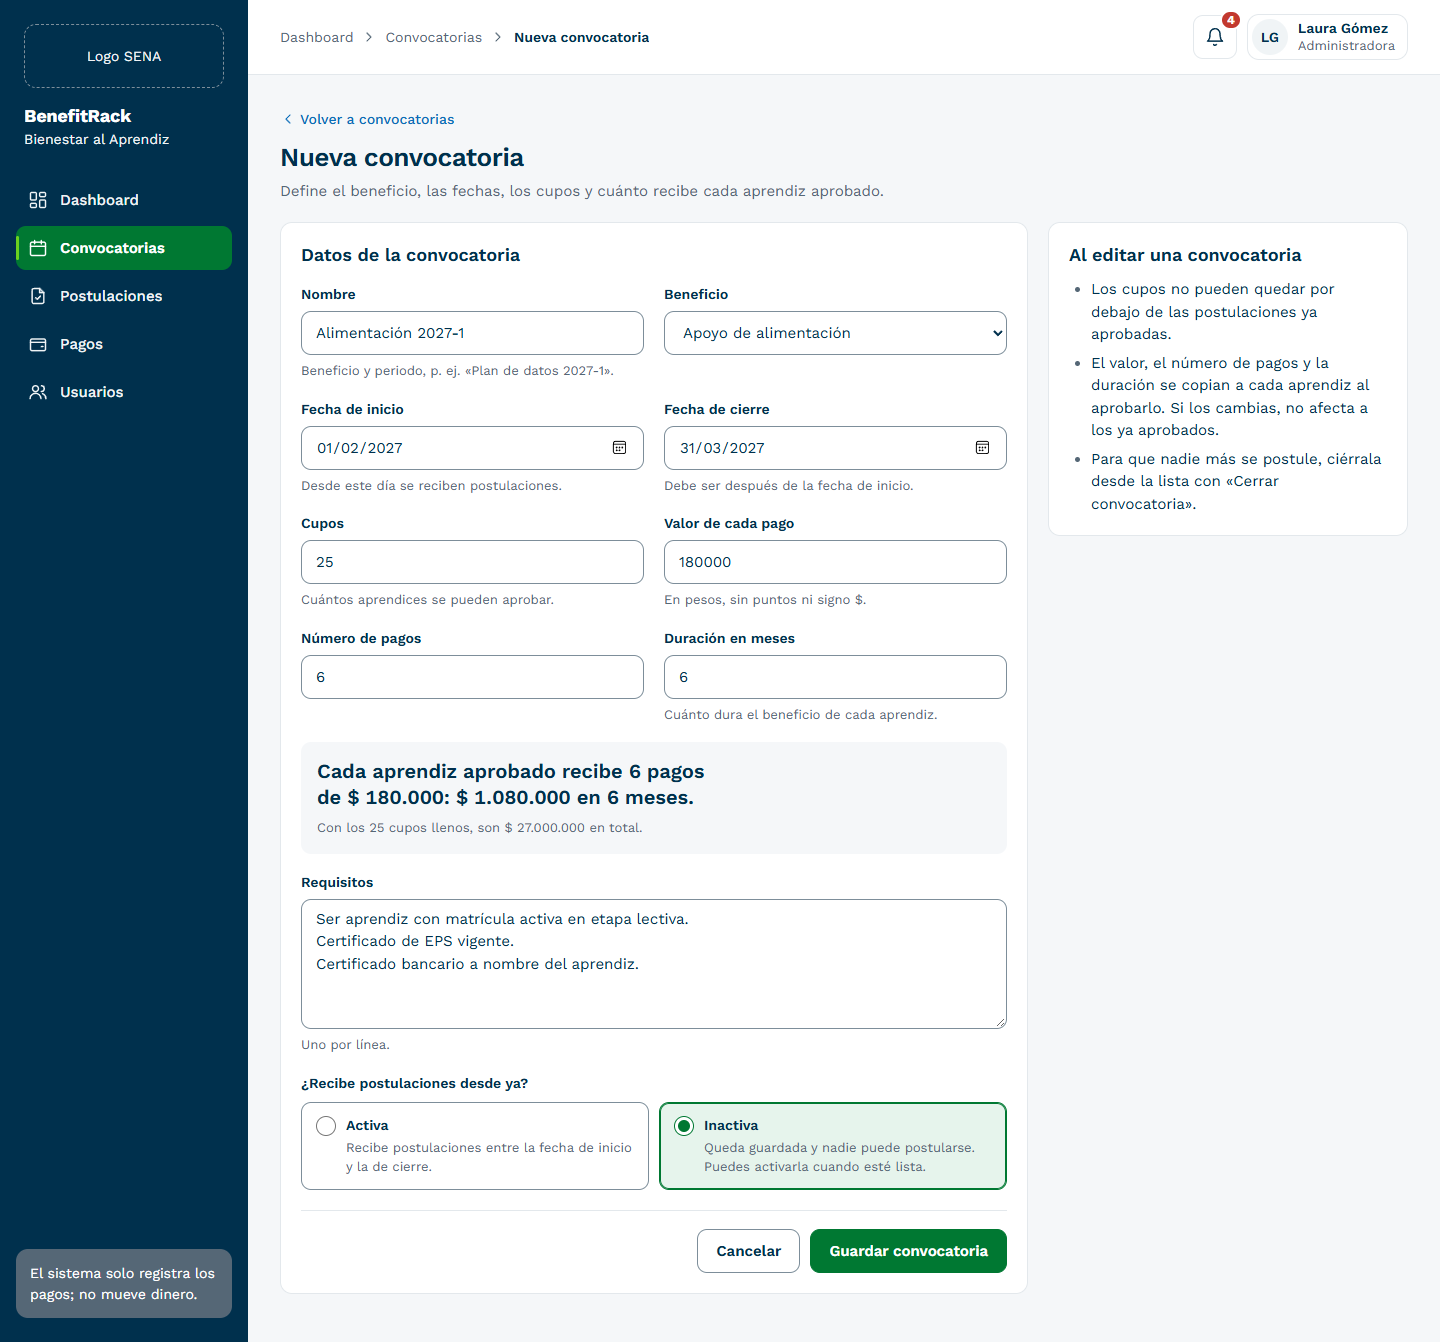 Logo SENA
BenefitRack
Bienestar al Aprendiz
Dashboard
Convocatorias
Postulaciones
Pagos
Usuarios
El sistema solo registra los
pagos; no mueve dinero.
Dashboard > Convocatorias > Nueva convocatoria
4
LG
Laura Gómez
Administradora
Volver a convocatorias
Nueva convocatoria
Define el beneficio, las fechas, los cupos y cuánto recibe cada aprendiz aprobado.
Datos de la convocatoria
Nombre
Alimentación 2027-1
Beneficio y periodo, p. ej. «Plan de datos 2027-1».
Beneficio
Apoyo de alimentación
Fecha de inicio
01/02/2027
Desde este día se reciben postulaciones.
Fecha de cierre
31/03/2027
Debe ser después de la fecha de inicio.
Cupos
25
Cuántos aprendices se pueden aprobar.
Valor de cada pago
180000
En pesos, sin puntos ni signo $.
Número de pagos
6
Duración en meses
6
Cuánto dura el beneficio de cada aprendiz.
Cada aprendiz aprobado recibe 6 pagos
de $ 180.000: $ 1.080.000 en 6 meses.
Con los 25 cupos llenos, son $ 27.000.000 en total.
Requisitos
Ser aprendiz con matrícula activa en etapa lectiva.
Certificado de EPS vigente.
Certificado bancario a nombre del aprendiz.
Uno por línea.
¿Recibe postulaciones desde ya?
Activa
Recibe postulaciones entre la fecha de inicio
y la de cierre.
Inactiva
Queda guardada y nadie puede postularse.
Puedes activarla cuando esté lista.
Cancelar
Guardar convocatoria
Al editar una convocatoria
Los cupos no pueden quedar por
debajo de las postulaciones ya
aprobadas.
El valor, el número de pagos y la
duración se copian a cada aprendiz al
aprobarlo. Si los cambias, no afecta a
los ya aprobados.
Para que nadie más se postule, ciérrala
desde la lista con «Cerrar
convocatoria».